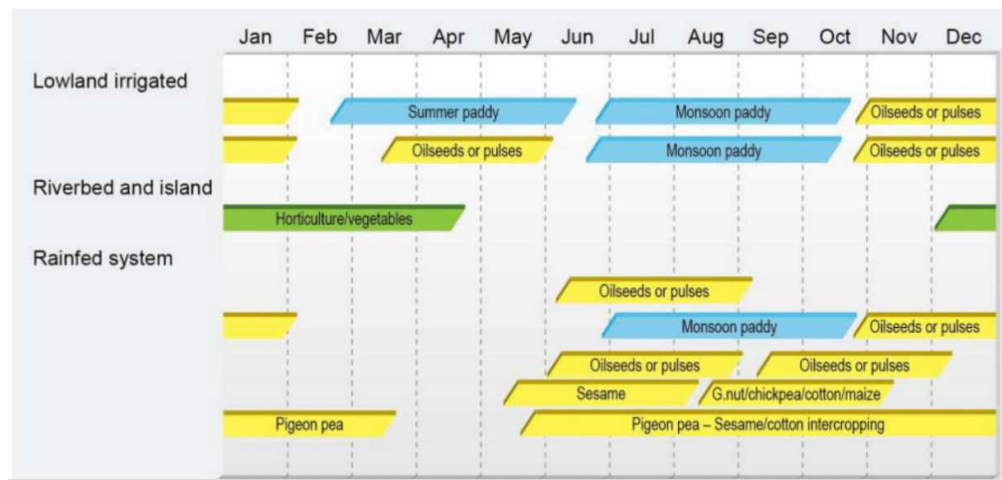 Jan Feb Mar Apr May Jun Jul Aug Sep Oct Nov Dec
Lowland irrigated
Summer paddy Monsoon paddy Oilseeds or pulses
Oilseeds or pulses Monsoon paddy Oilseeds or pulses
Riverbed and island
Horticulture/vegetables
Rainfed system
Oilseeds or pulses
Monsoon paddy Oilseeds or pulses
Oilseeds or pulses Oilseeds or pulses
Sesame G.nut/chickpea/cotton/maize
Pigeon pea Pigeon pea – Sesame/cotton intercropping